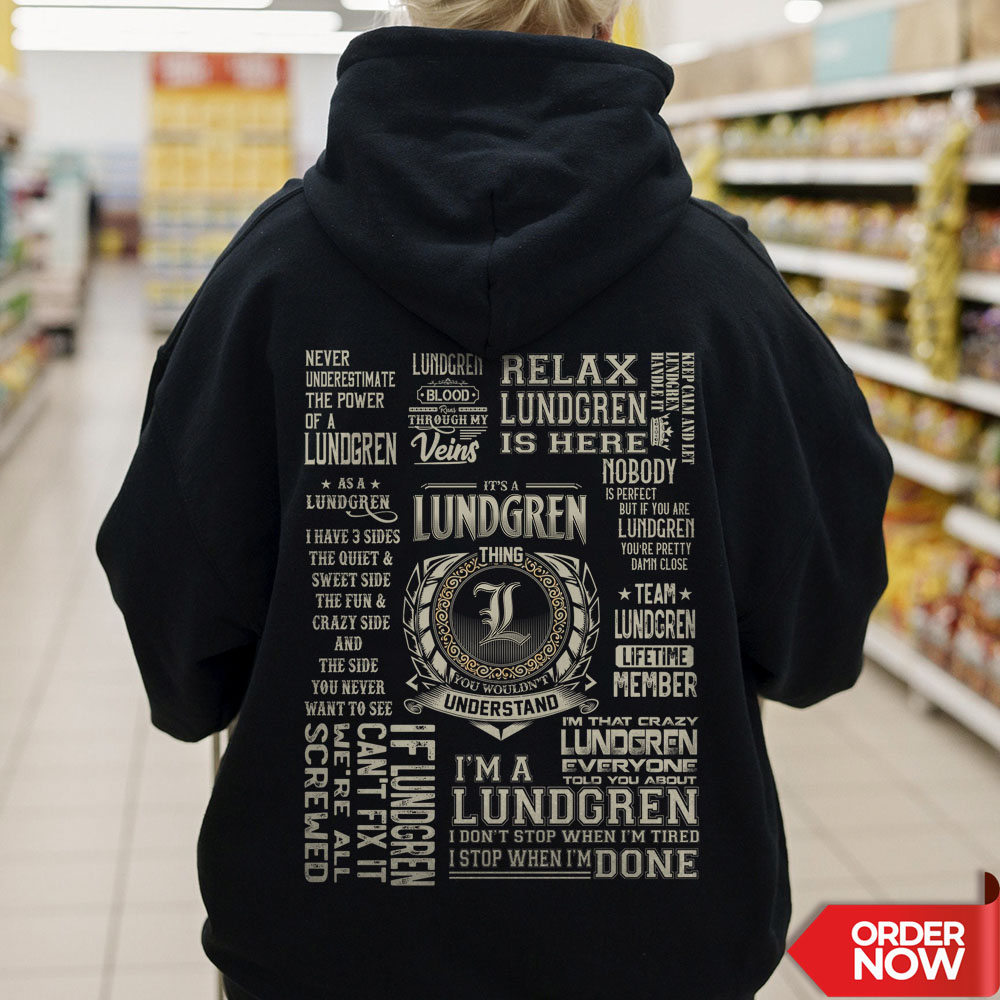 NEVER
UNDERESTIMATE
THE POWER
OF A
LUNDGREN
LUNDGREN
BLOOD
Runs
THROUGH MY
Veins
RELAX
LUNDGREN
IS HERE
KEEP CALM AND LET
LUNDGREN
HANDLE IT
NOBODY
IS PERFECT
BUT IF YOU ARE
LUNDGREN
YOU'RE PRETTY
DAMN CLOSE
AS A
LUNDGREN
I HAVE 3 SIDES
THE QUIET &
SWEET SIDE
THE FUN &
CRAZY SIDE
AND
THE SIDE
YOU NEVER
WANT TO SEE
IT'S A
LUNDGREN
THING
L
YOU WOULDN'T
UNDERSTAND
TEAM
LUNDGREN
LIFETIME
MEMBER
IF LUNDGREN
CAN'T FIX IT
WE'RE ALL
SCREWED
I'M THAT CRAZY
LUNDGREN
EVERYONE
TOLD YOU ABOUT
I'M A
LUNDGREN
I DON'T STOP WHEN I'M TIRED
I STOP WHEN I'M DONE
ORDER
NOW